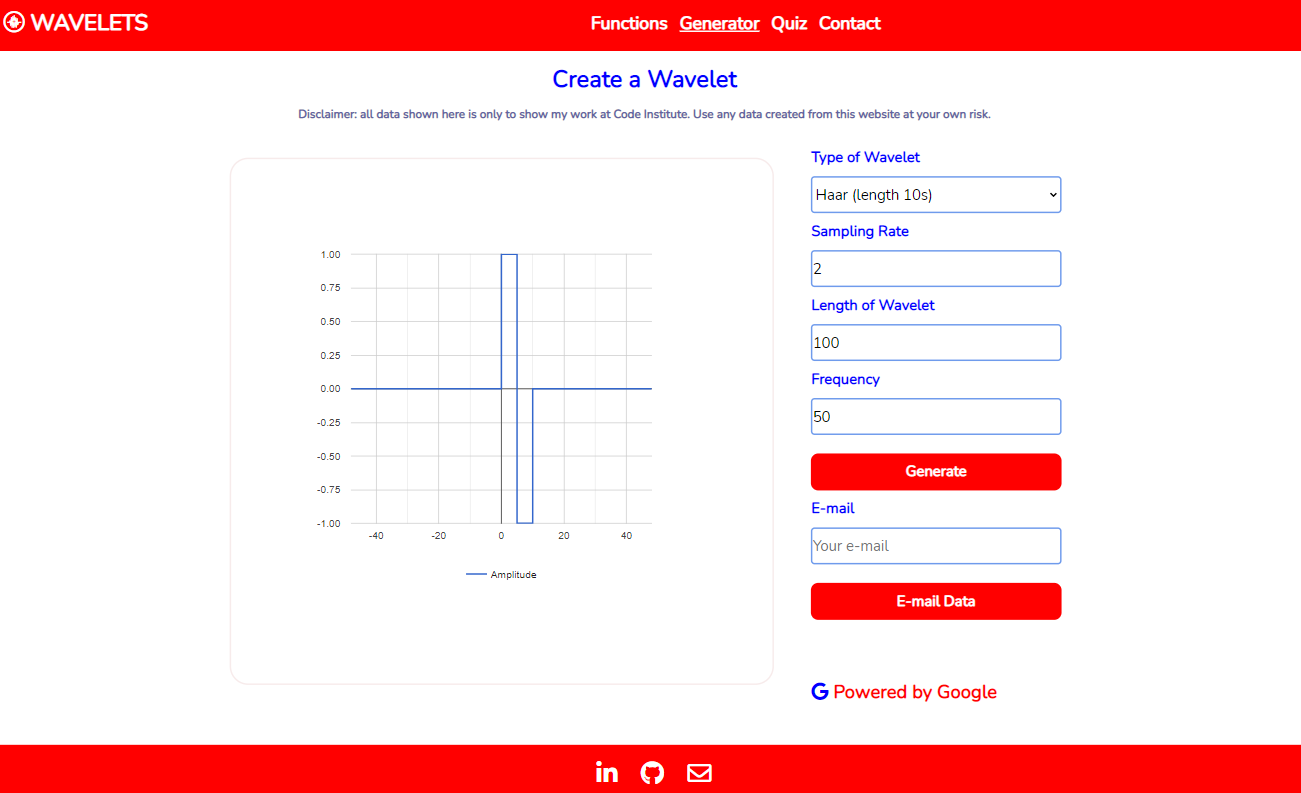 WAVELETS
Functions Generator Quiz Contact
Create a Wavelet
Disclaimer: all data shown here is only to show my work at Code Institute. Use any data created from this website at your own risk.
1.00
0.75
0.50
0.25
0.00
-0.25
-0.50
-0.75
-1.00
-40 -20 0 20 40
Amplitude
Type of Wavelet
Haar (length 10s)
Sampling Rate
2
Length of Wavelet
100
Frequency
50
Generate
E-mail
Your e-mail
E-mail Data
Powered by Google